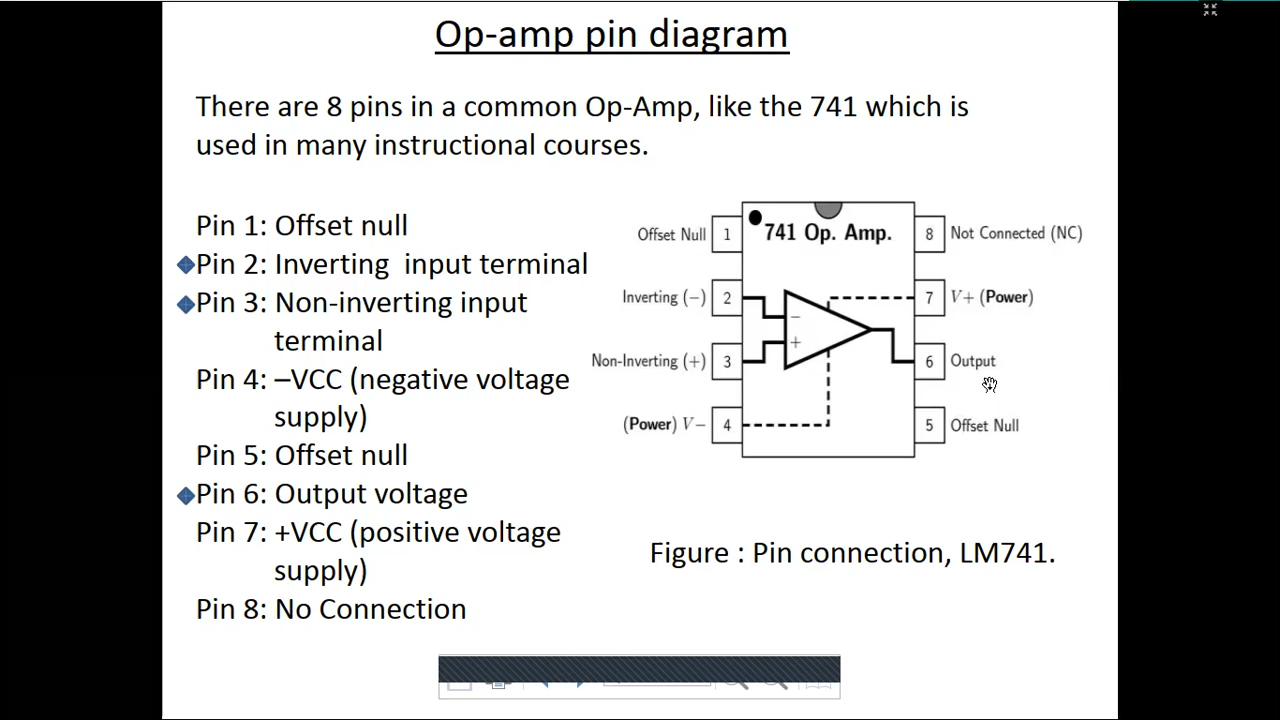 Op-amp pin diagram
There are 8 pins in a common Op-Amp, like the 741 which is
used in many instructional courses.
Pin 1: Offset null
Pin 2: Inverting input terminal
Pin 3: Non-inverting input
terminal
Pin 4: –VCC (negative voltage
supply)
Pin 5: Offset null
Pin 6: Output voltage
Pin 7: +VCC (positive voltage
supply)
Pin 8: No Connection
741 Op. Amp.
Offset Null 1
8 Not Connected (NC)
Inverting (−) 2
−
7 V+ (Power)
Non-Inverting (+) 3
+
6 Output
(Power) V− 4
5 Offset Null
Figure : Pin connection, LM741.